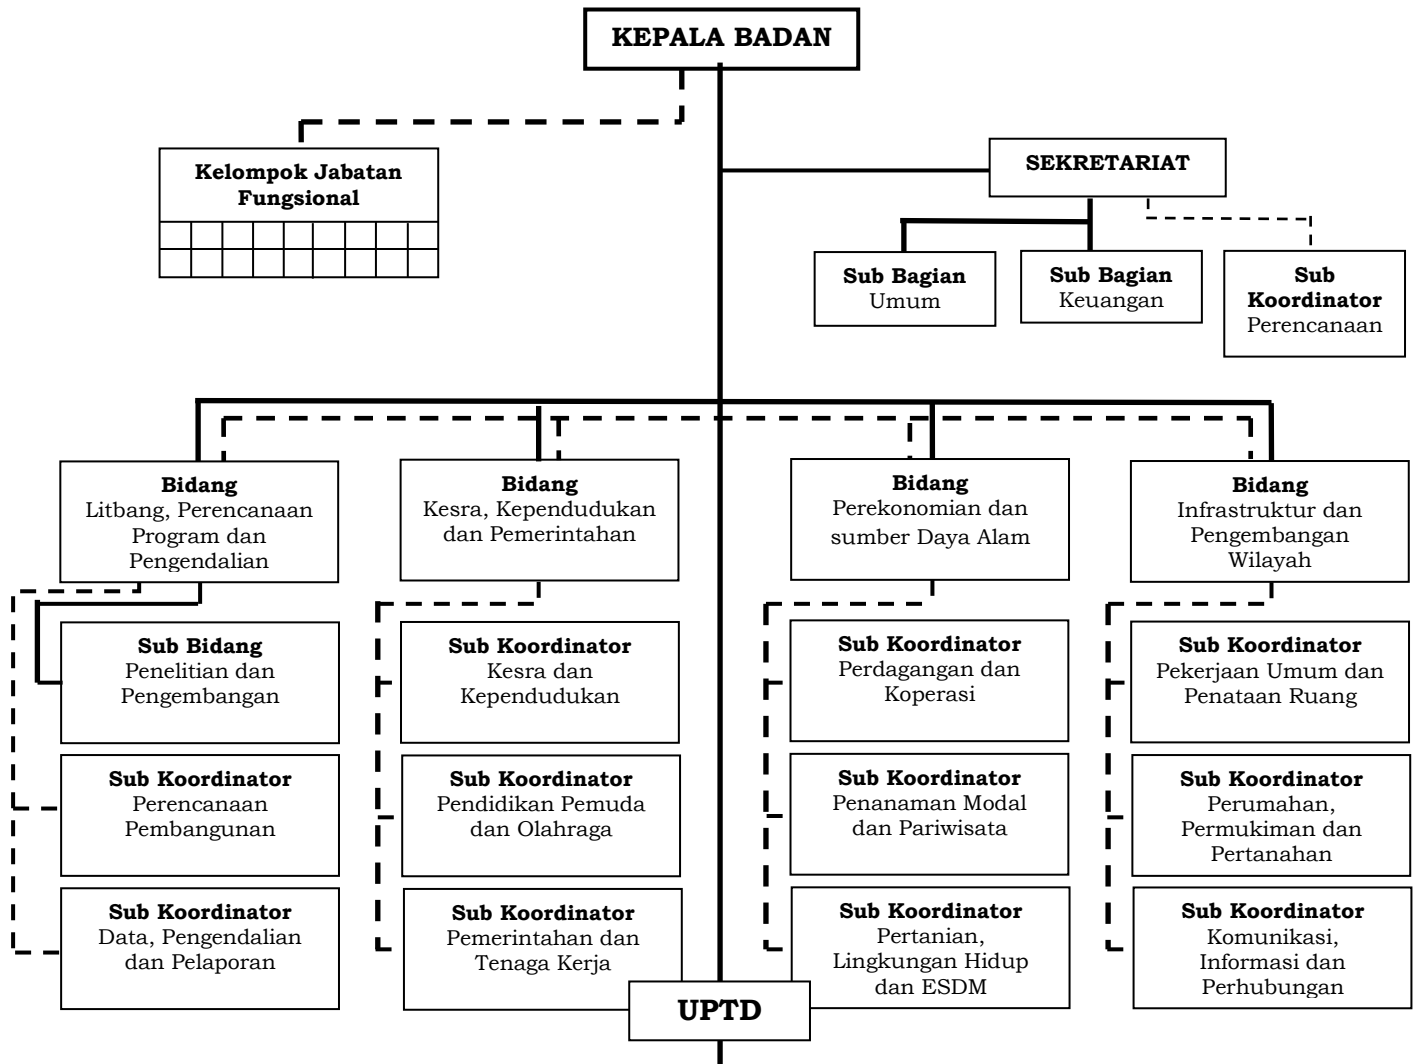 KEPALA BADAN
Kelompok Jabatan
Fungsional
SEKRETARIAT
Sub Bagian
Umum
Sub Bagian
Keuangan
Sub
Koordinator
Perencanaan
Bidang
Litbang, Perencanaan
Program dan
Pengendalian
Bidang
Kesra, Kependudukan
dan Pemerintahan
Bidang
Perekonomian dan
sumber Daya Alam
Bidang
Infrastruktur dan
Pengembangan
Wilayah
Sub Bidang
Penelitian dan
Pengembangan
Sub Koordinator
Kesra dan
Kependudukan
Sub Koordinator
Perdagangan dan
Koperasi
Sub Koordinator
Pekerjaan Umum dan
Penataan Ruang
Sub Koordinator
Perencanaan
Pembangunan
Sub Koordinator
Pendidikan Pemuda
dan Olahraga
Sub Koordinator
Penanaman Modal
dan Pariwisata
Sub Koordinator
Perumahan,
Permukiman dan
Pertanahan
Sub Koordinator
Data, Pengendalian
dan Pelaporan
Sub Koordinator
Pemerintahan dan
Tenaga Kerja
Sub Koordinator
Pertanian,
Lingkungan Hidup
dan ESDM
Sub Koordinator
Komunikasi,
Informasi dan
Perhubungan
UPTD